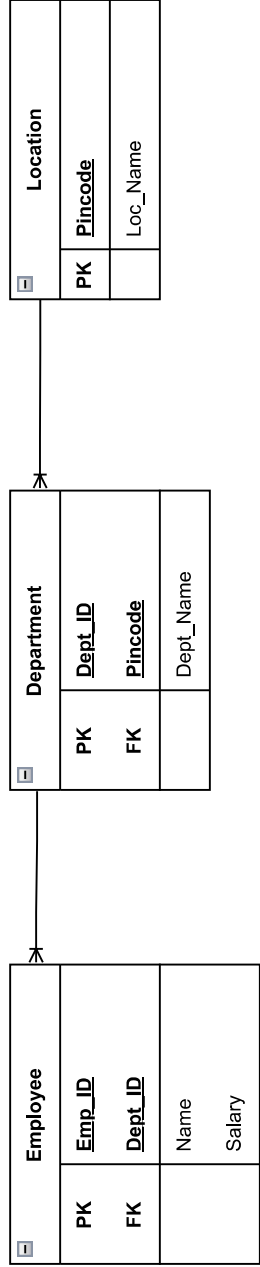 Employee
PK Emp_ID
FK Dept_ID
Name
Salary
Department
PK Dept_ID
FK Pincode
Dept_Name
Location
PK Pincode
Loc_Name